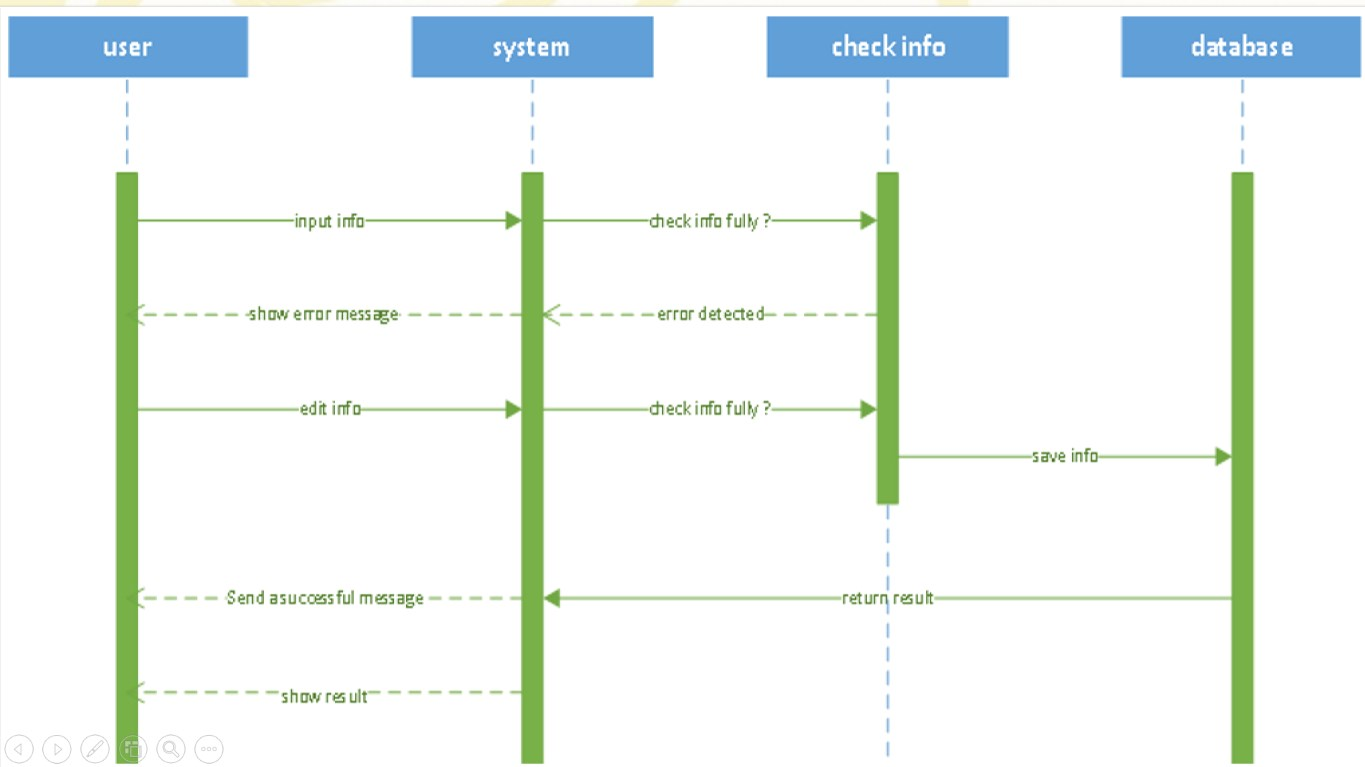 user
system
check info
database
input info
check info fully ?
show error message
error detected
edit info
check info fully ?
save info
Send a successful message
return result
show result